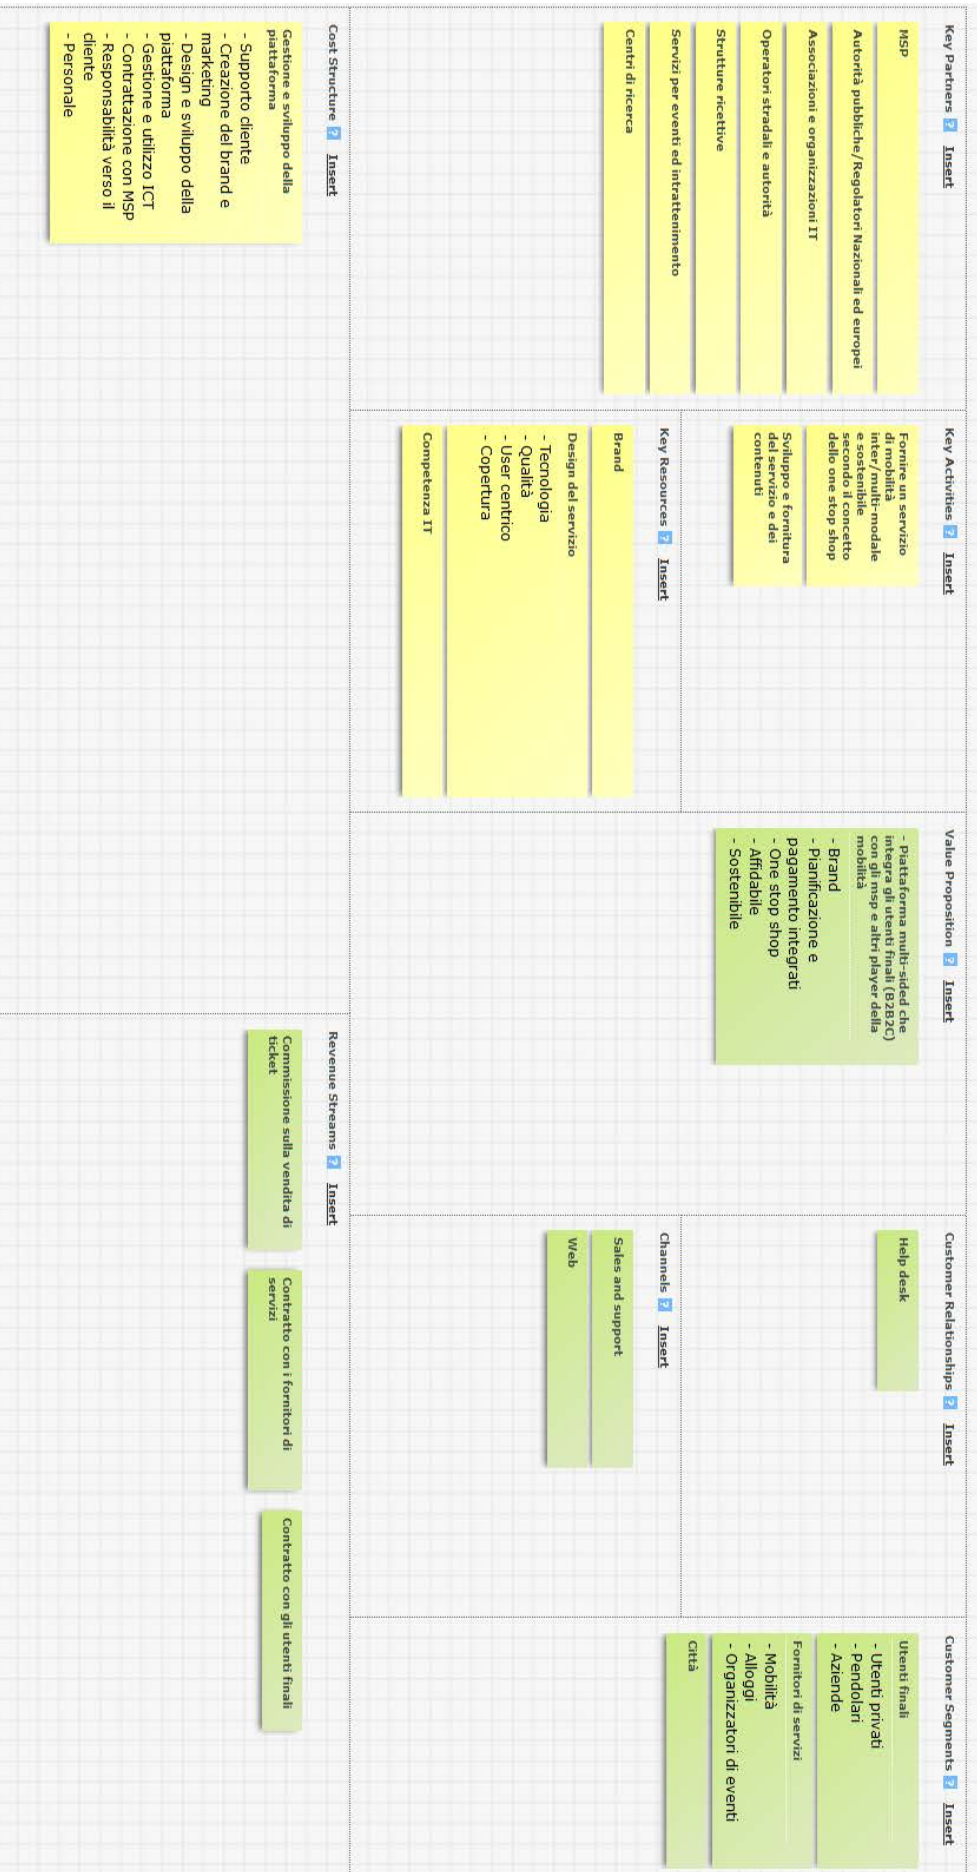 Key Partners ? Insert
MSP
Autorità pubbliche/Regolatori Nazionali ed europei
Associazioni e organizzazioni IT
Operatori stradali e autorità
Strutture ricettive
Servizi per eventi ed intrattenimento
Centri di ricerca
Key Activities ? Insert
Fornire un servizio
di mobilità
inter/multi-modale
e sostenibile
secondo il concetto
dello one stop shop
Sviluppo e fornitura
del servizio e dei
contenuti
Key Resources ? Insert
Brand
Design del servizio
- Tecnologia
- Qualità
- User centrico
- Copertura
Competenza IT
Value Proposition ? Insert
- Piattaforma multi-sided che
integra gli utenti finali (B2B2C)
con gli msp e altri player della
mobilità
- Brand
- Pianificazione e
pagamento integrati
- One stop shop
- Affidabile
- Sostenibile
Customer Relationships ? Insert
Help desk
Channels ? Insert
Sales and support
Web
Customer Segments ? Insert
Utenti finali
- Utenti privati
- Pendolari
- Aziende
Fornitori di servizi
- Mobilità
- Alloggi
- Organizzatori di eventi
Città
Cost Structure ? Insert
Gestione e sviluppo della
piattaforma
- Supporto cliente
- Creazione del brand e
marketing
- Design e sviluppo della
piattaforma
- Gestione e utilizzo ICT
- Contrattazione con MSP
- Responsabilità verso il
cliente
- Personale
Revenue Streams ? Insert
Commissione sulla vendita di
ticket
Contratto con i fornitori di
servizi
Contratto con gli utenti finali